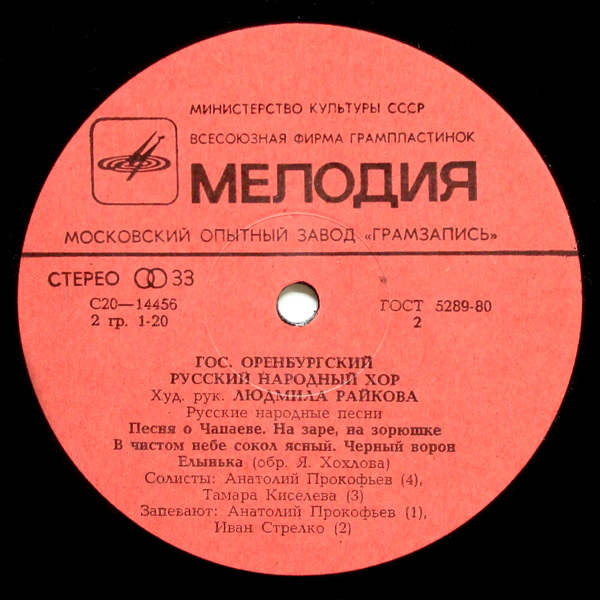 МИНИСТЕРСТВО КУЛЬТУРЫ СССР
ВСЕСОЮЗНАЯ ФИРМА ГРАМПЛАСТИНОК
МЕЛОДИЯ
МОСКОВСКИЙ ОПЫТНЫЙ ЗАВОД «ГРАМЗАПИСЬ»
СТЕРЕО 33
С20—14456
2 гр. 1-20
ГОСТ 5289-80
2
ГОС. ОРЕНБУРГСКИЙ
РУССКИЙ НАРОДНЫЙ ХОР
Худ. рук. ЛЮДМИЛА РАЙКОВА
Русские народные песни
Песня о Чапаеве. На заре, на зорюшке
В чистом небе сокол ясный. Черный ворон
Елынька (обр. Я. Хохлова)
Солисты: Анатолий Прокофьев (4),
Тамара Киселева (3)
Запевают: Анатолий Прокофьев (1),
Иван Стрелко (2)